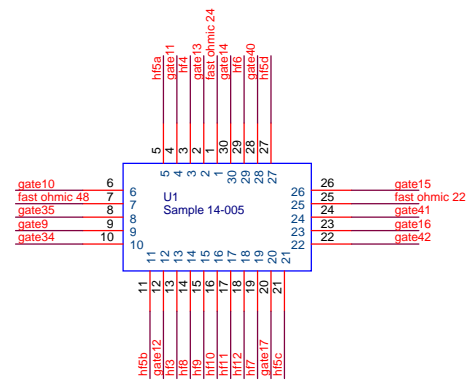 hf5a
gate11
hf4
gate13
fast ohmic 24
gate14
hf6
gate40
hf5d
5
4
3
2
1
30
29
28
27
5
4
3
2
1
30
29
28
27
gate10 6 6
fast ohmic 48 7 7
gate35 8 8
gate9 9 9
gate34 10 10
U1
Sample 14-005
26 26 gate15
25 25 fast ohmic 22
24 24 gate41
23 23 gate16
22 22 gate42
11
12
13
14
15
16
17
18
19
20
21
11
12
13
14
15
16
17
18
19
20
21
hf5b
gate12
hf3
hf8
hf9
hf10
hf11
hf12
hf7
gate17
hf5c